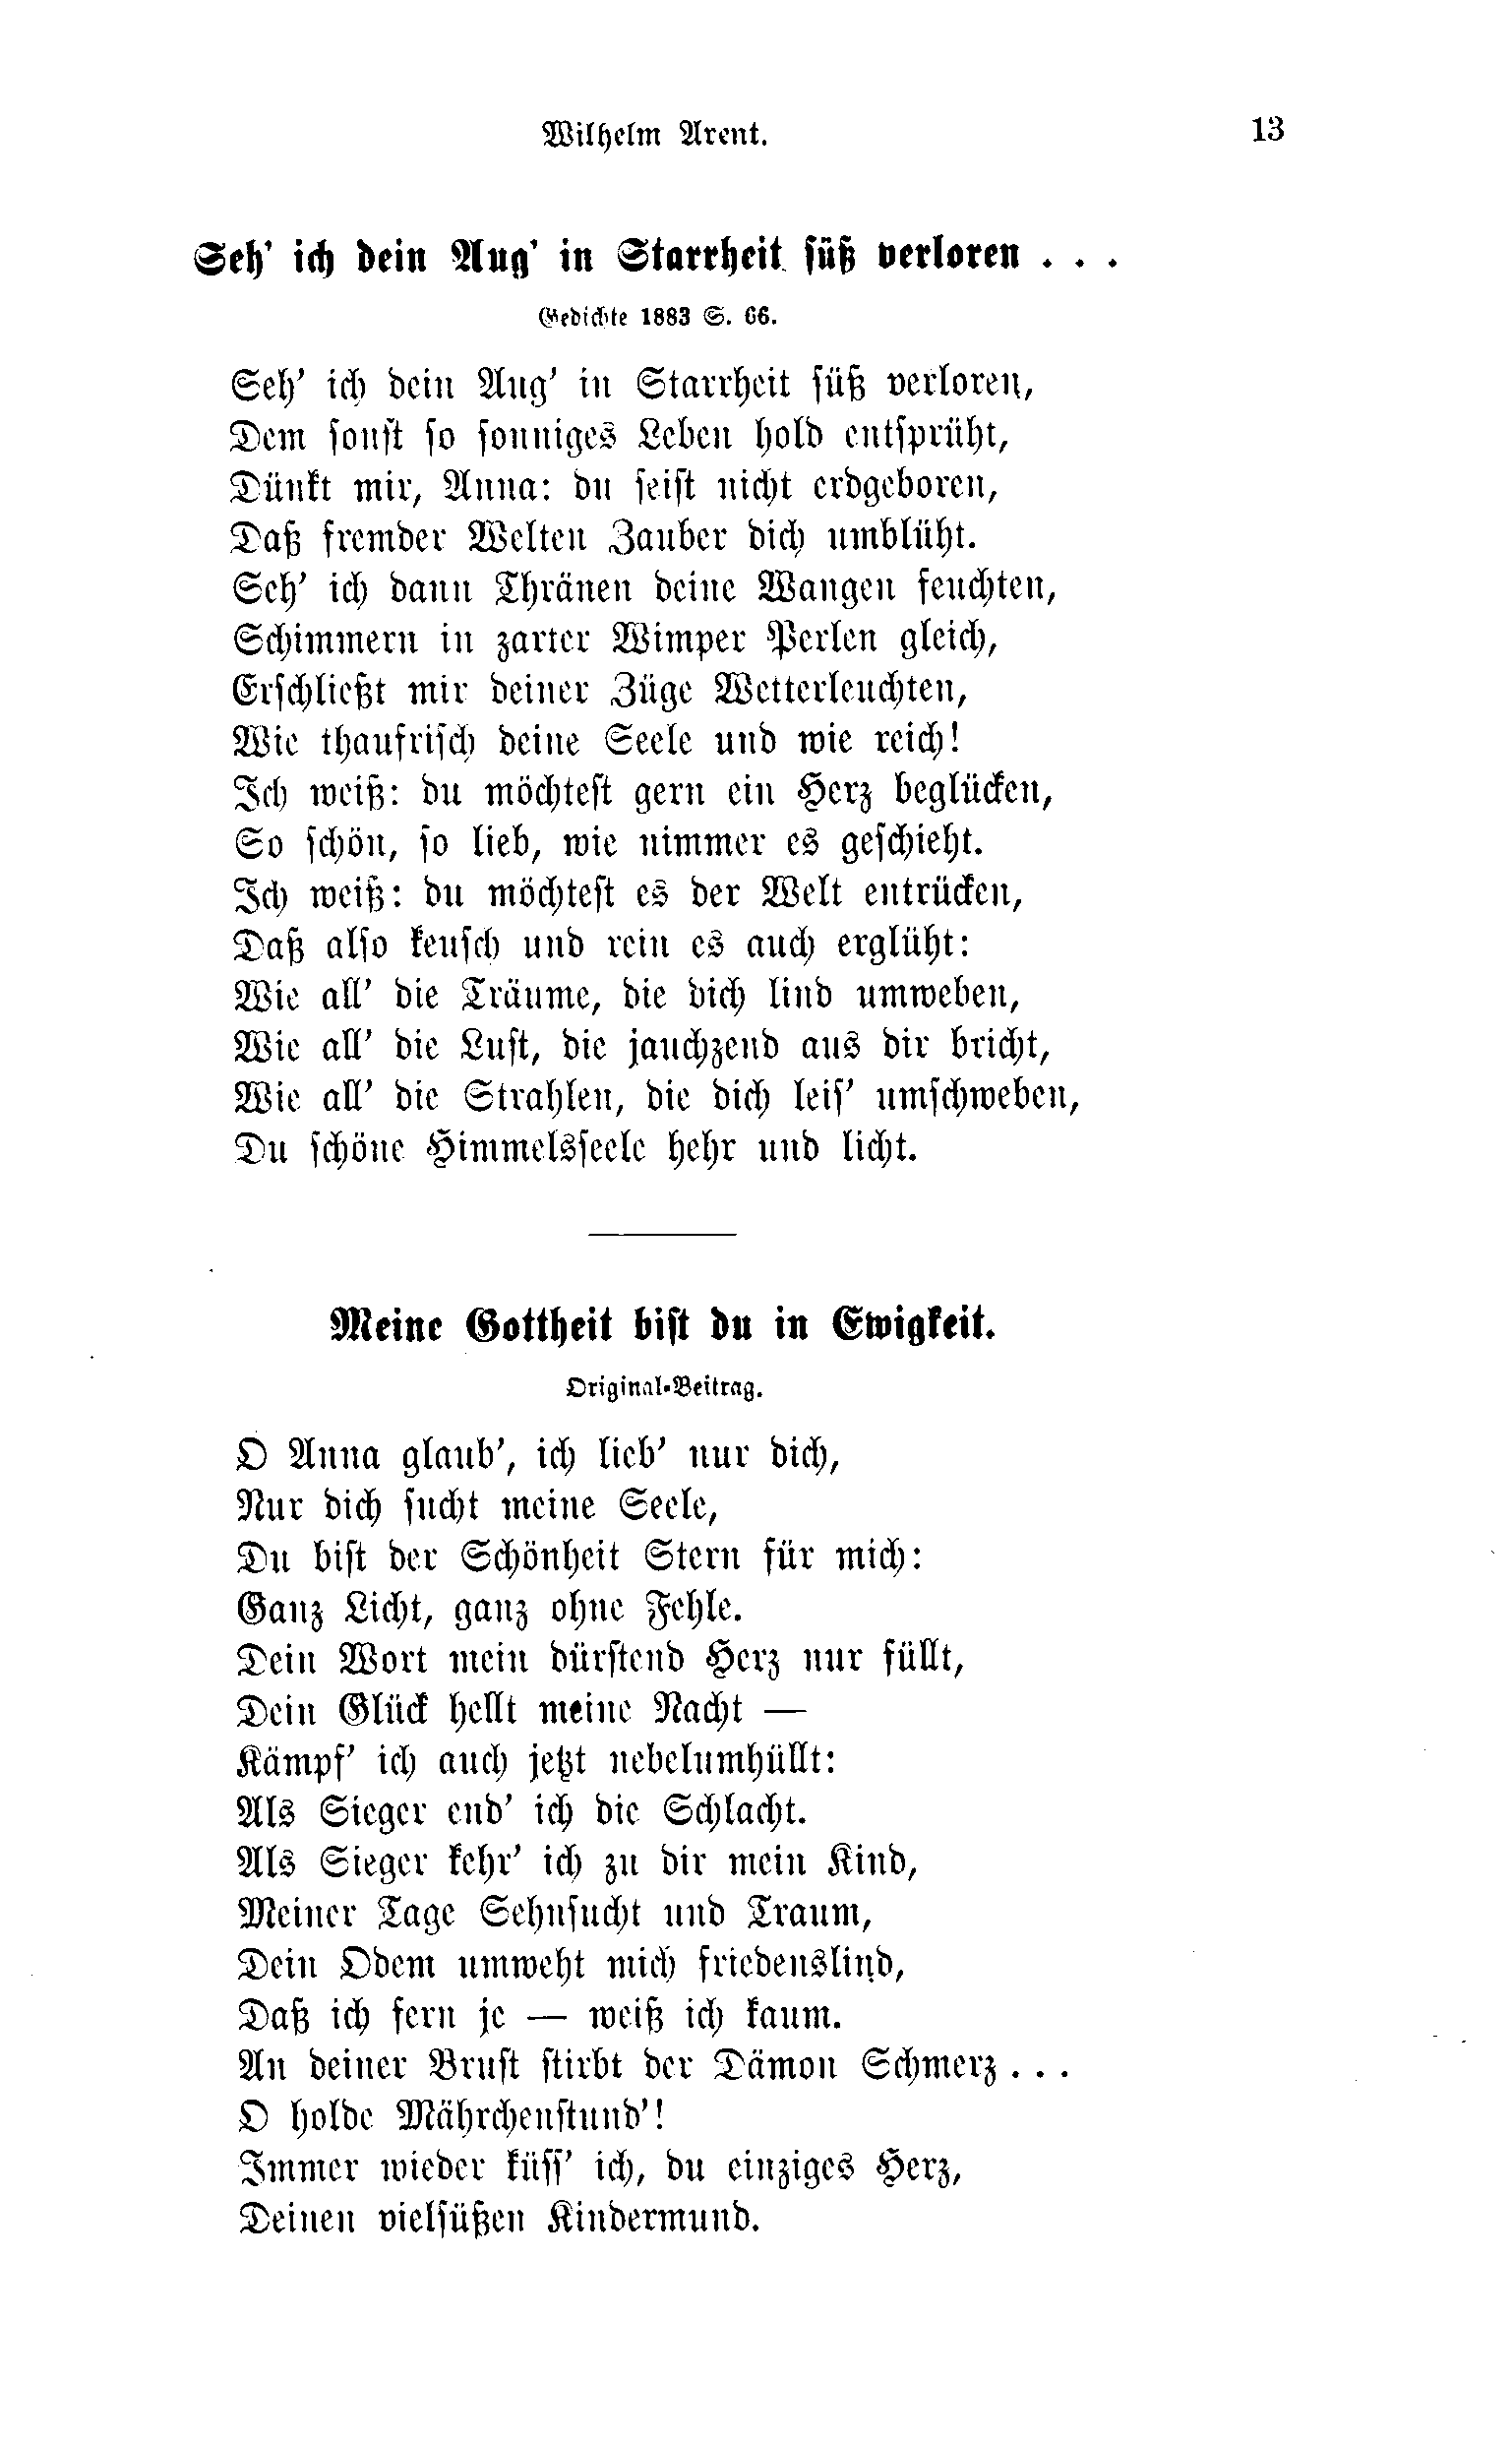 Wilhelm Arent.
13
Seh' ich dein Aug' in Starrheit süß verloren . . .
Gedichte 1883 S. 66.
Seh' ich dein Aug' in Starrheit süß verloren,
Dem sonst so sonniges Leben hold entsprüht,
Dünkt mir, Anna: du seist nicht erdgeboren,
Daß fremder Welten Zauber dich umblüht.
Seh' ich dann Thränen deine Wangen feuchten,
Schimmern in zarter Wimper Perlen gleich,
Erschließt mir deiner Züge Wetterleuchten,
Wie thaufrisch deine Seele und wie reich!
Ich weiß: du möchtest gern ein Herz beglücken,
So schön, so lieb, wie nimmer es geschieht.
Ich weiß: du möchtest es der Welt entrücken,
Daß also keusch und rein es auch erglüht:
Wie all' die Träume, die dich lind umweben,
Wie all' die Lust, die jauchzend aus dir bricht,
Wie all' die Strahlen, die dich leis' umschweben,
Du schöne Himmelsseele hehr und licht.
Meine Gottheit bist du in Ewigkeit.
Original-Beitrag.
O Anna glaub', ich lieb' nur dich,
Nur dich sucht meine Seele,
Du bist der Schönheit Stern für mich:
Ganz Licht, ganz ohne Fehle.
Dein Wort mein dürstend Herz nur füllt,
Dein Glück hellt meine Nacht —
Kämpf' ich auch jetzt nebelumhüllt:
Als Sieger end' ich die Schlacht.
Als Sieger kehr' ich zu dir mein Kind,
Meiner Tage Sehnsucht und Traum,
Dein Odem umweht mich friedenslind,
Daß ich fern je — weiß ich kaum.
An deiner Brust stirbt der Dämon Schmerz . . .
O holde Mährchenstund'!
Immer wieder küss' ich, du einziges Herz,
Deinen vielsüßen Kindermund.